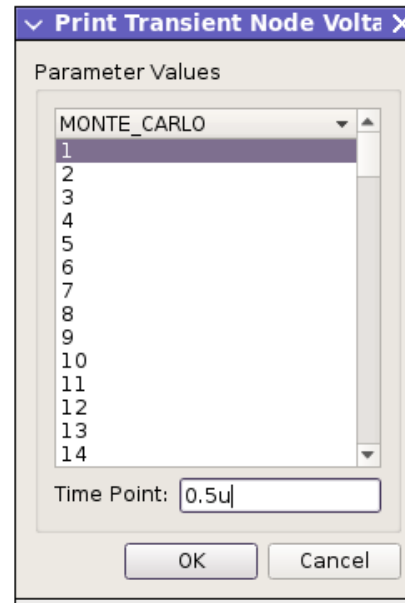 Print Transient Node Volta
Parameter Values
MONTE_CARLO
1
2
3
4
5
6
7
8
9
10
11
12
13
14
Time Point: 0.5u
OK Cancel